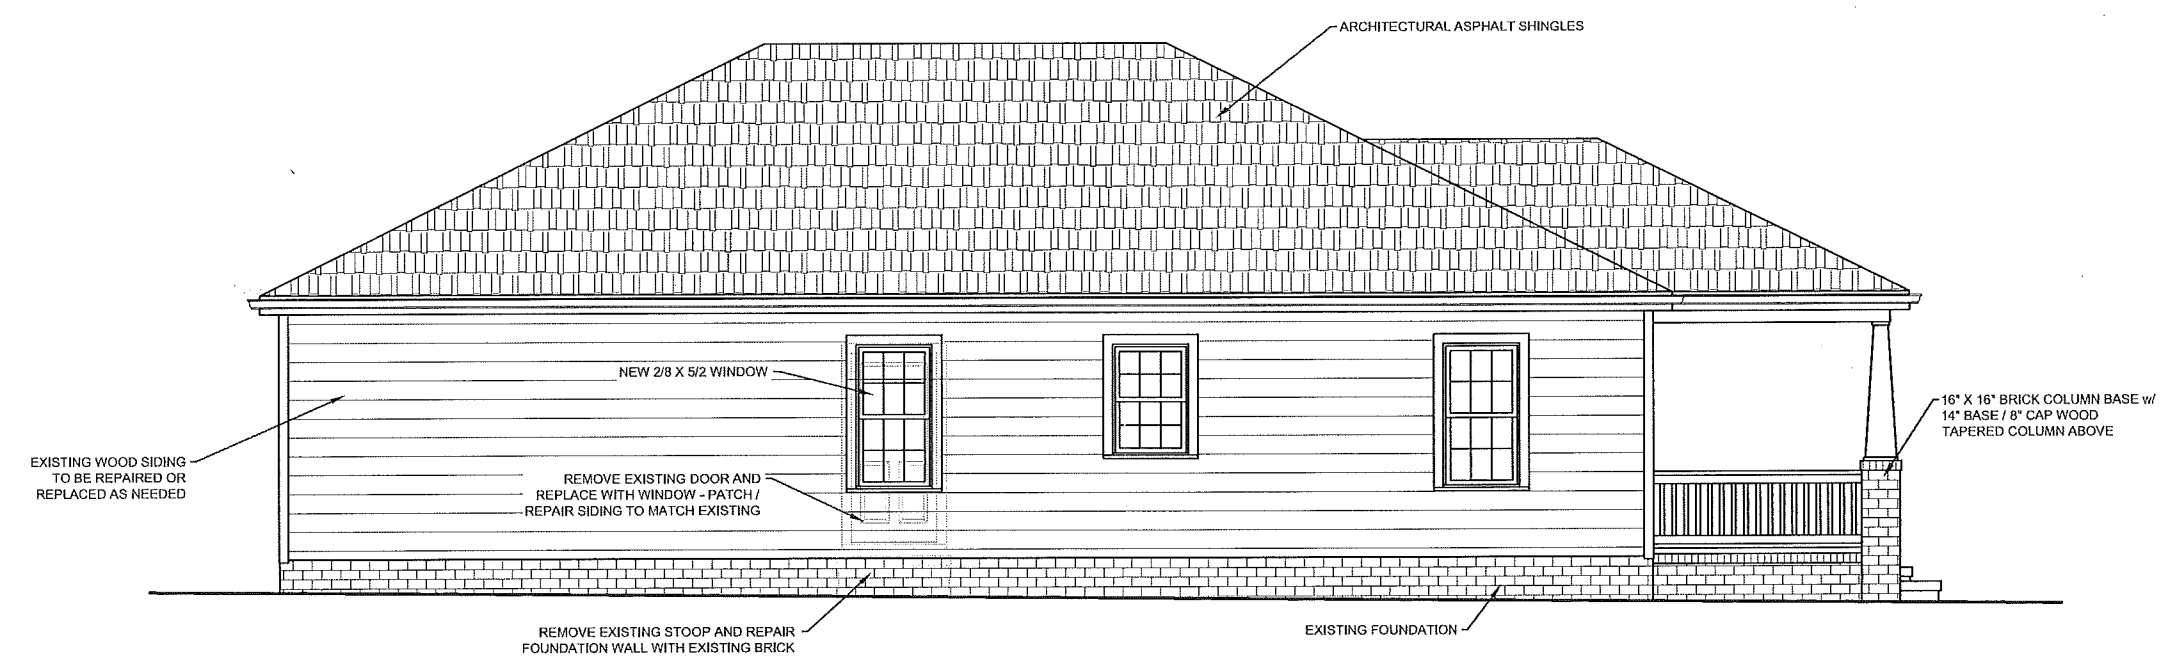 ARCHITECTURAL ASPHALT SHINGLES
NEW 2/8 X 5/2 WINDOW
16" X 16" BRICK COLUMN BASE w/
14" BASE / 8" CAP WOOD
TAPERED COLUMN ABOVE
EXISTING WOOD SIDING
TO BE REPAIRED OR
REPLACED AS NEEDED
REMOVE EXISTING DOOR AND
REPLACE WITH WINDOW - PATCH /
REPAIR SIDING TO MATCH EXISTING
REMOVE EXISTING STOOP AND REPAIR
FOUNDATION WALL WITH EXISTING BRICK
EXISTING FOUNDATION